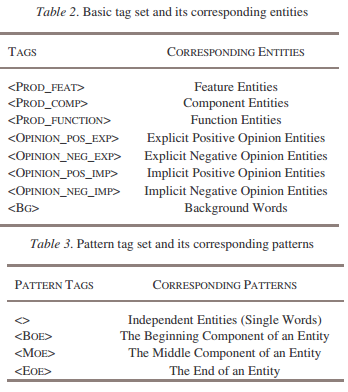 Table 2. Basic tag set and its corresponding entities
TAGS CORRESPONDING ENTITIES
<PROD_FEAT> Feature Entities
<PROD_COMP> Component Entities
<PROD_FUNCTION> Function Entities
<OPINION_POS_EXP> Explicit Positive Opinion Entities
<OPINION_NEG_EXP> Explicit Negative Opinion Entities
<OPINION_POS_IMP> Implicit Positive Opinion Entities
<OPINION_NEG_IMP> Implicit Negative Opinion Entities
<BG> Background Words
Table 3. Pattern tag set and its corresponding patterns
PATTERN TAGS CORRESPONDING PATTERNS
<> Independent Entities (Single Words)
<BOE> The Beginning Component of an Entity
<MOE> The Middle Component of an Entity
<EOE> The End of an Entity